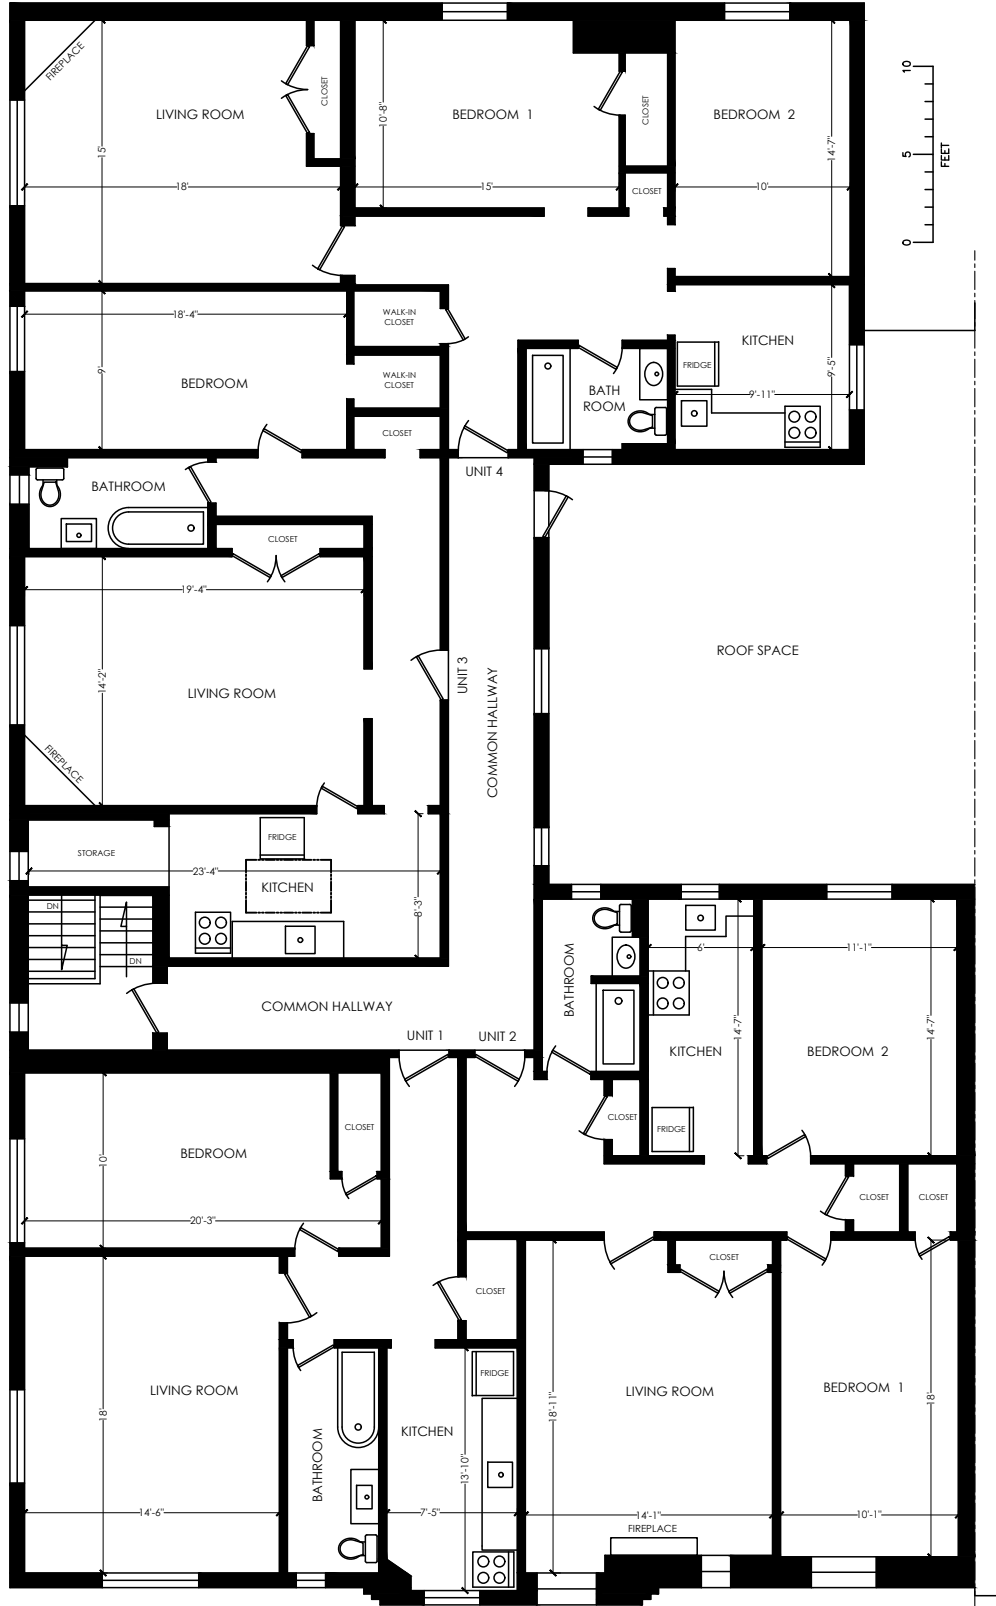 FIREPLACE
LIVING ROOM
15'
18'
CLOSET
10'-8"
BEDROOM 1
15'
CLOSET
CLOSET
BEDROOM 2
14'-7"
10'
10
5
0
FEET
18'-4"
9'
BEDROOM
WALK-IN
CLOSET
WALK-IN
CLOSET
CLOSET
BATH
ROOM
FRIDGE
KITCHEN
9'-5"
9'-11"
BATHROOM
UNIT 4
CLOSET
19'-4"
14'-2"
LIVING ROOM
FIREPLACE
UNIT 3
COMMON HALLWAY
ROOF SPACE
STORAGE
FRIDGE
23'-4"
KITCHEN
8'-3"
DN
DN
COMMON HALLWAY
UNIT 1
UNIT 2
BATHROOM
6'
14'-7"
KITCHEN
FRIDGE
11'-1"
14'-7"
BEDROOM 2
CLOSET
CLOSET
CLOSET
BEDROOM
10'
20'-3"
CLOSET
LIVING ROOM
18'
14'-6"
BATHROOM
CLOSET
FRIDGE
KITCHEN
13'-10"
7'-5"
CLOSET
LIVING ROOM
18'-11"
14'-1"
FIREPLACE
BEDROOM 1
18'
10'-1"